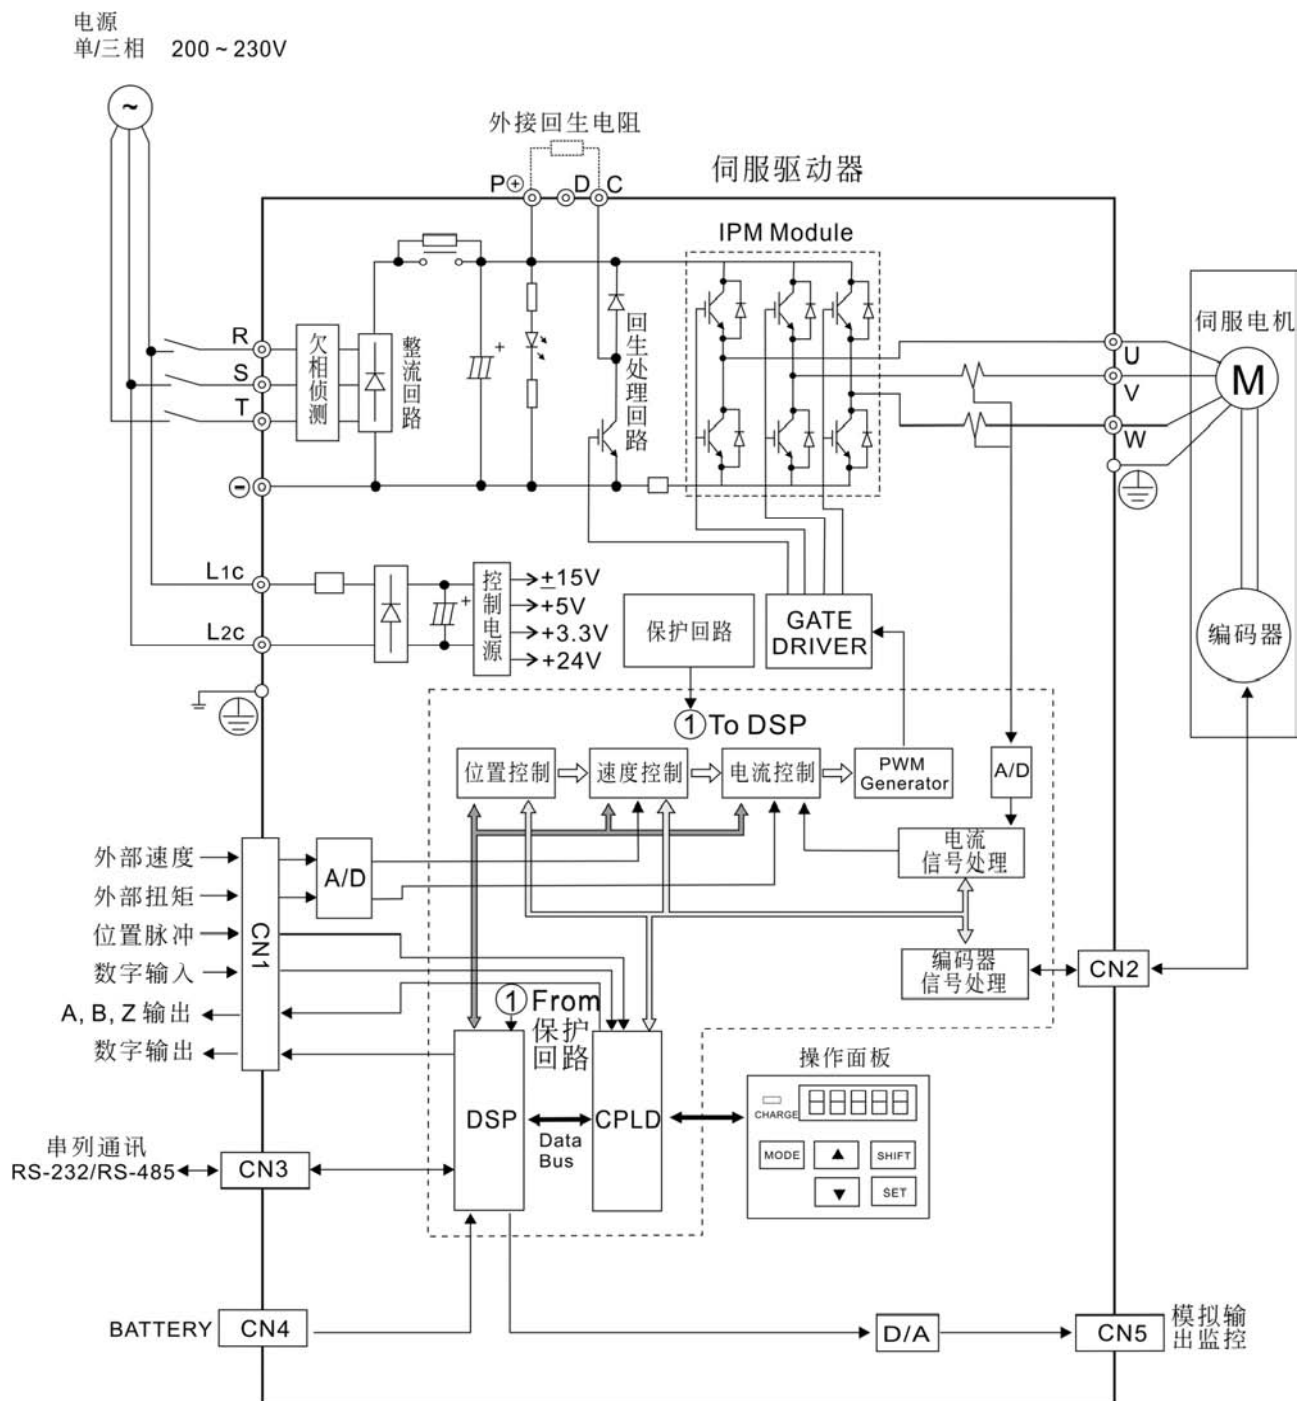 电源
单/三相 200 ~ 230V
~
外接回生电阻
P⊕ D C
伺服驱动器
IPM Module
伺服电机
R
S
T
欠相侦测
整流回路
+
回生处理回路
U
V
W
M
⊖
L1c
L2c
+
控制电源
±15V
+5V
+3.3V
+24V
保护回路
GATE
DRIVER
编码器
① To DSP
位置控制
速度控制
电流控制
PWM
Generator
A/D
外部速度
外部扭矩
位置脉冲
数字输入
A, B, Z 输出
数字输出
CN1
A/D
电流
信号处理
编码器
信号处理
CN2
① From
保护
回路
DSP
Data
Bus
CPLD
操作面板
CHARGE
88888
MODE
▲
SHIFT
▼
SET
串列通讯
RS-232/RS-485
CN3
BATTERY
CN4
D/A
CN5
模拟输
出监控